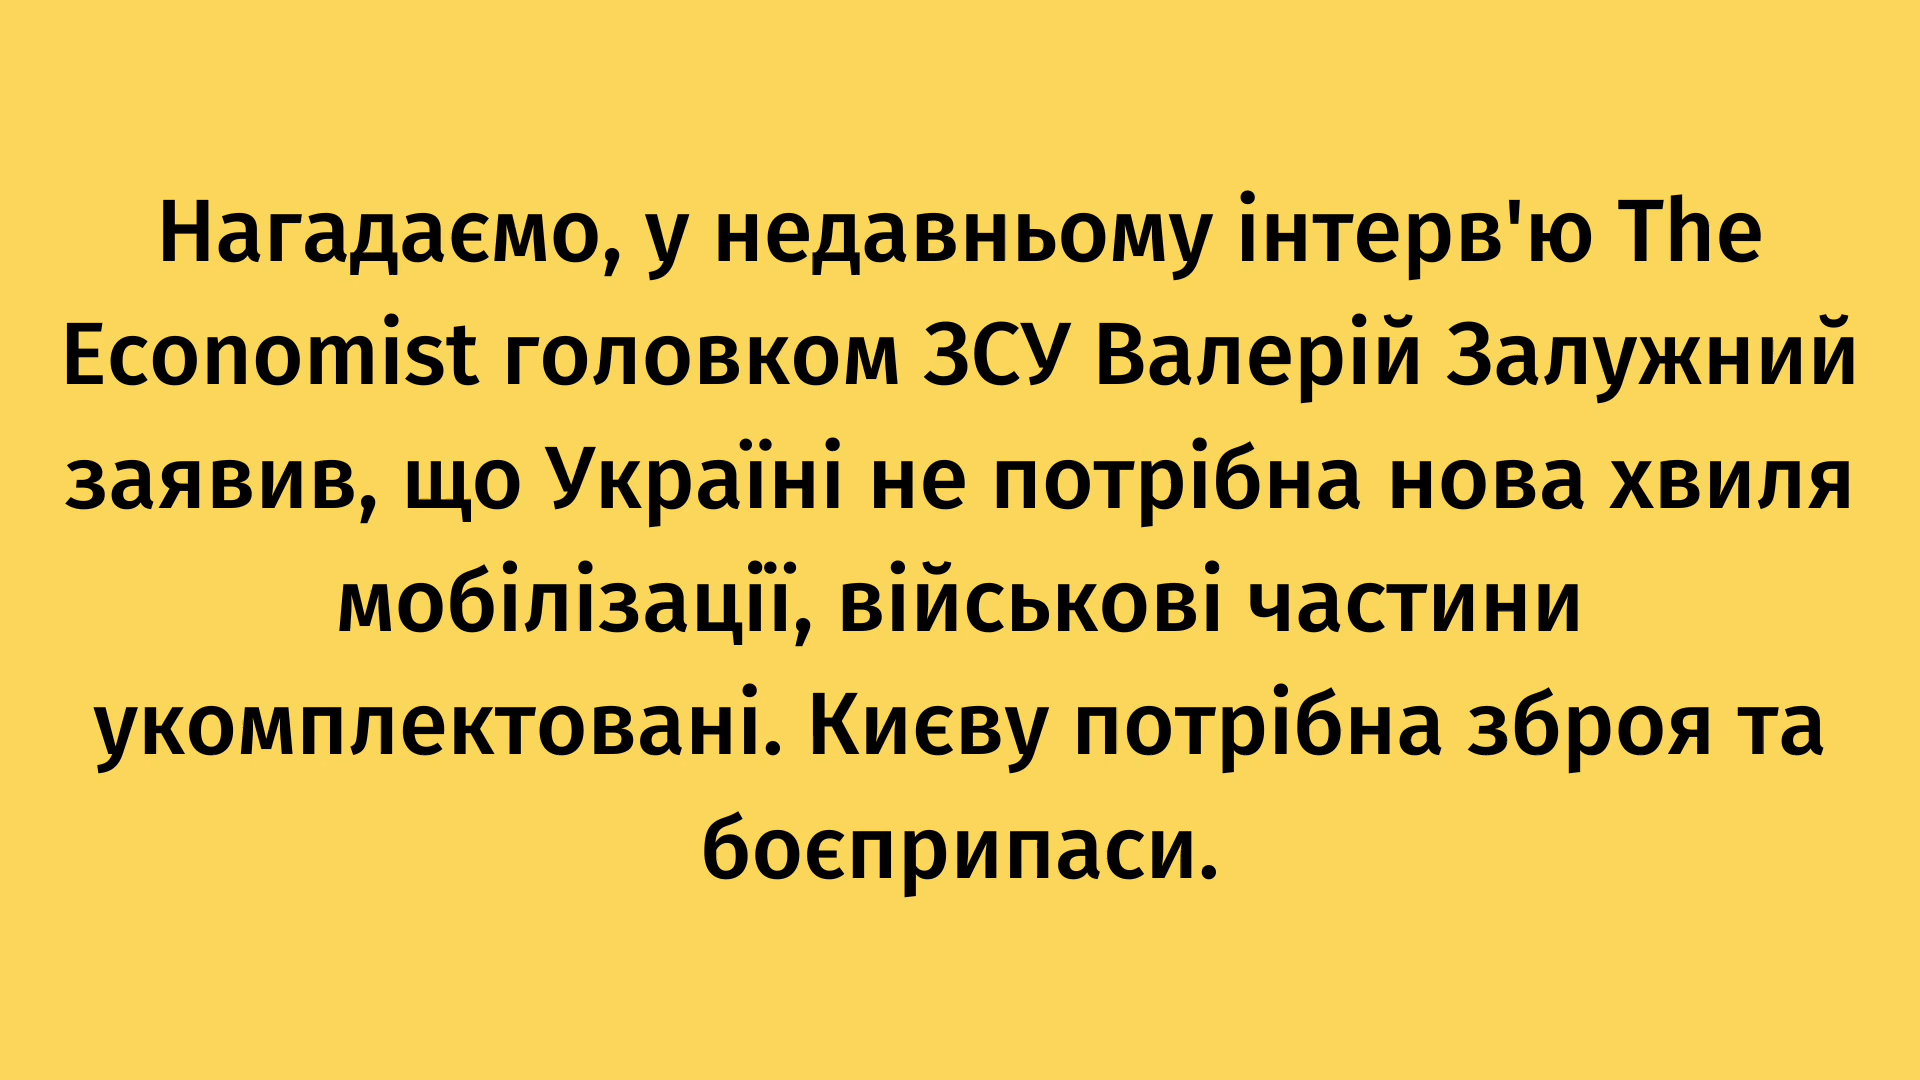 Нагадаємо, у недавньому інтерв'ю The
Economist головком ЗСУ Валерій Залужний
заявив, що Україні не потрібна нова хвиля
мобілізації, військові частини
укомплектовані. Києву потрібна зброя та
боєприпаси.